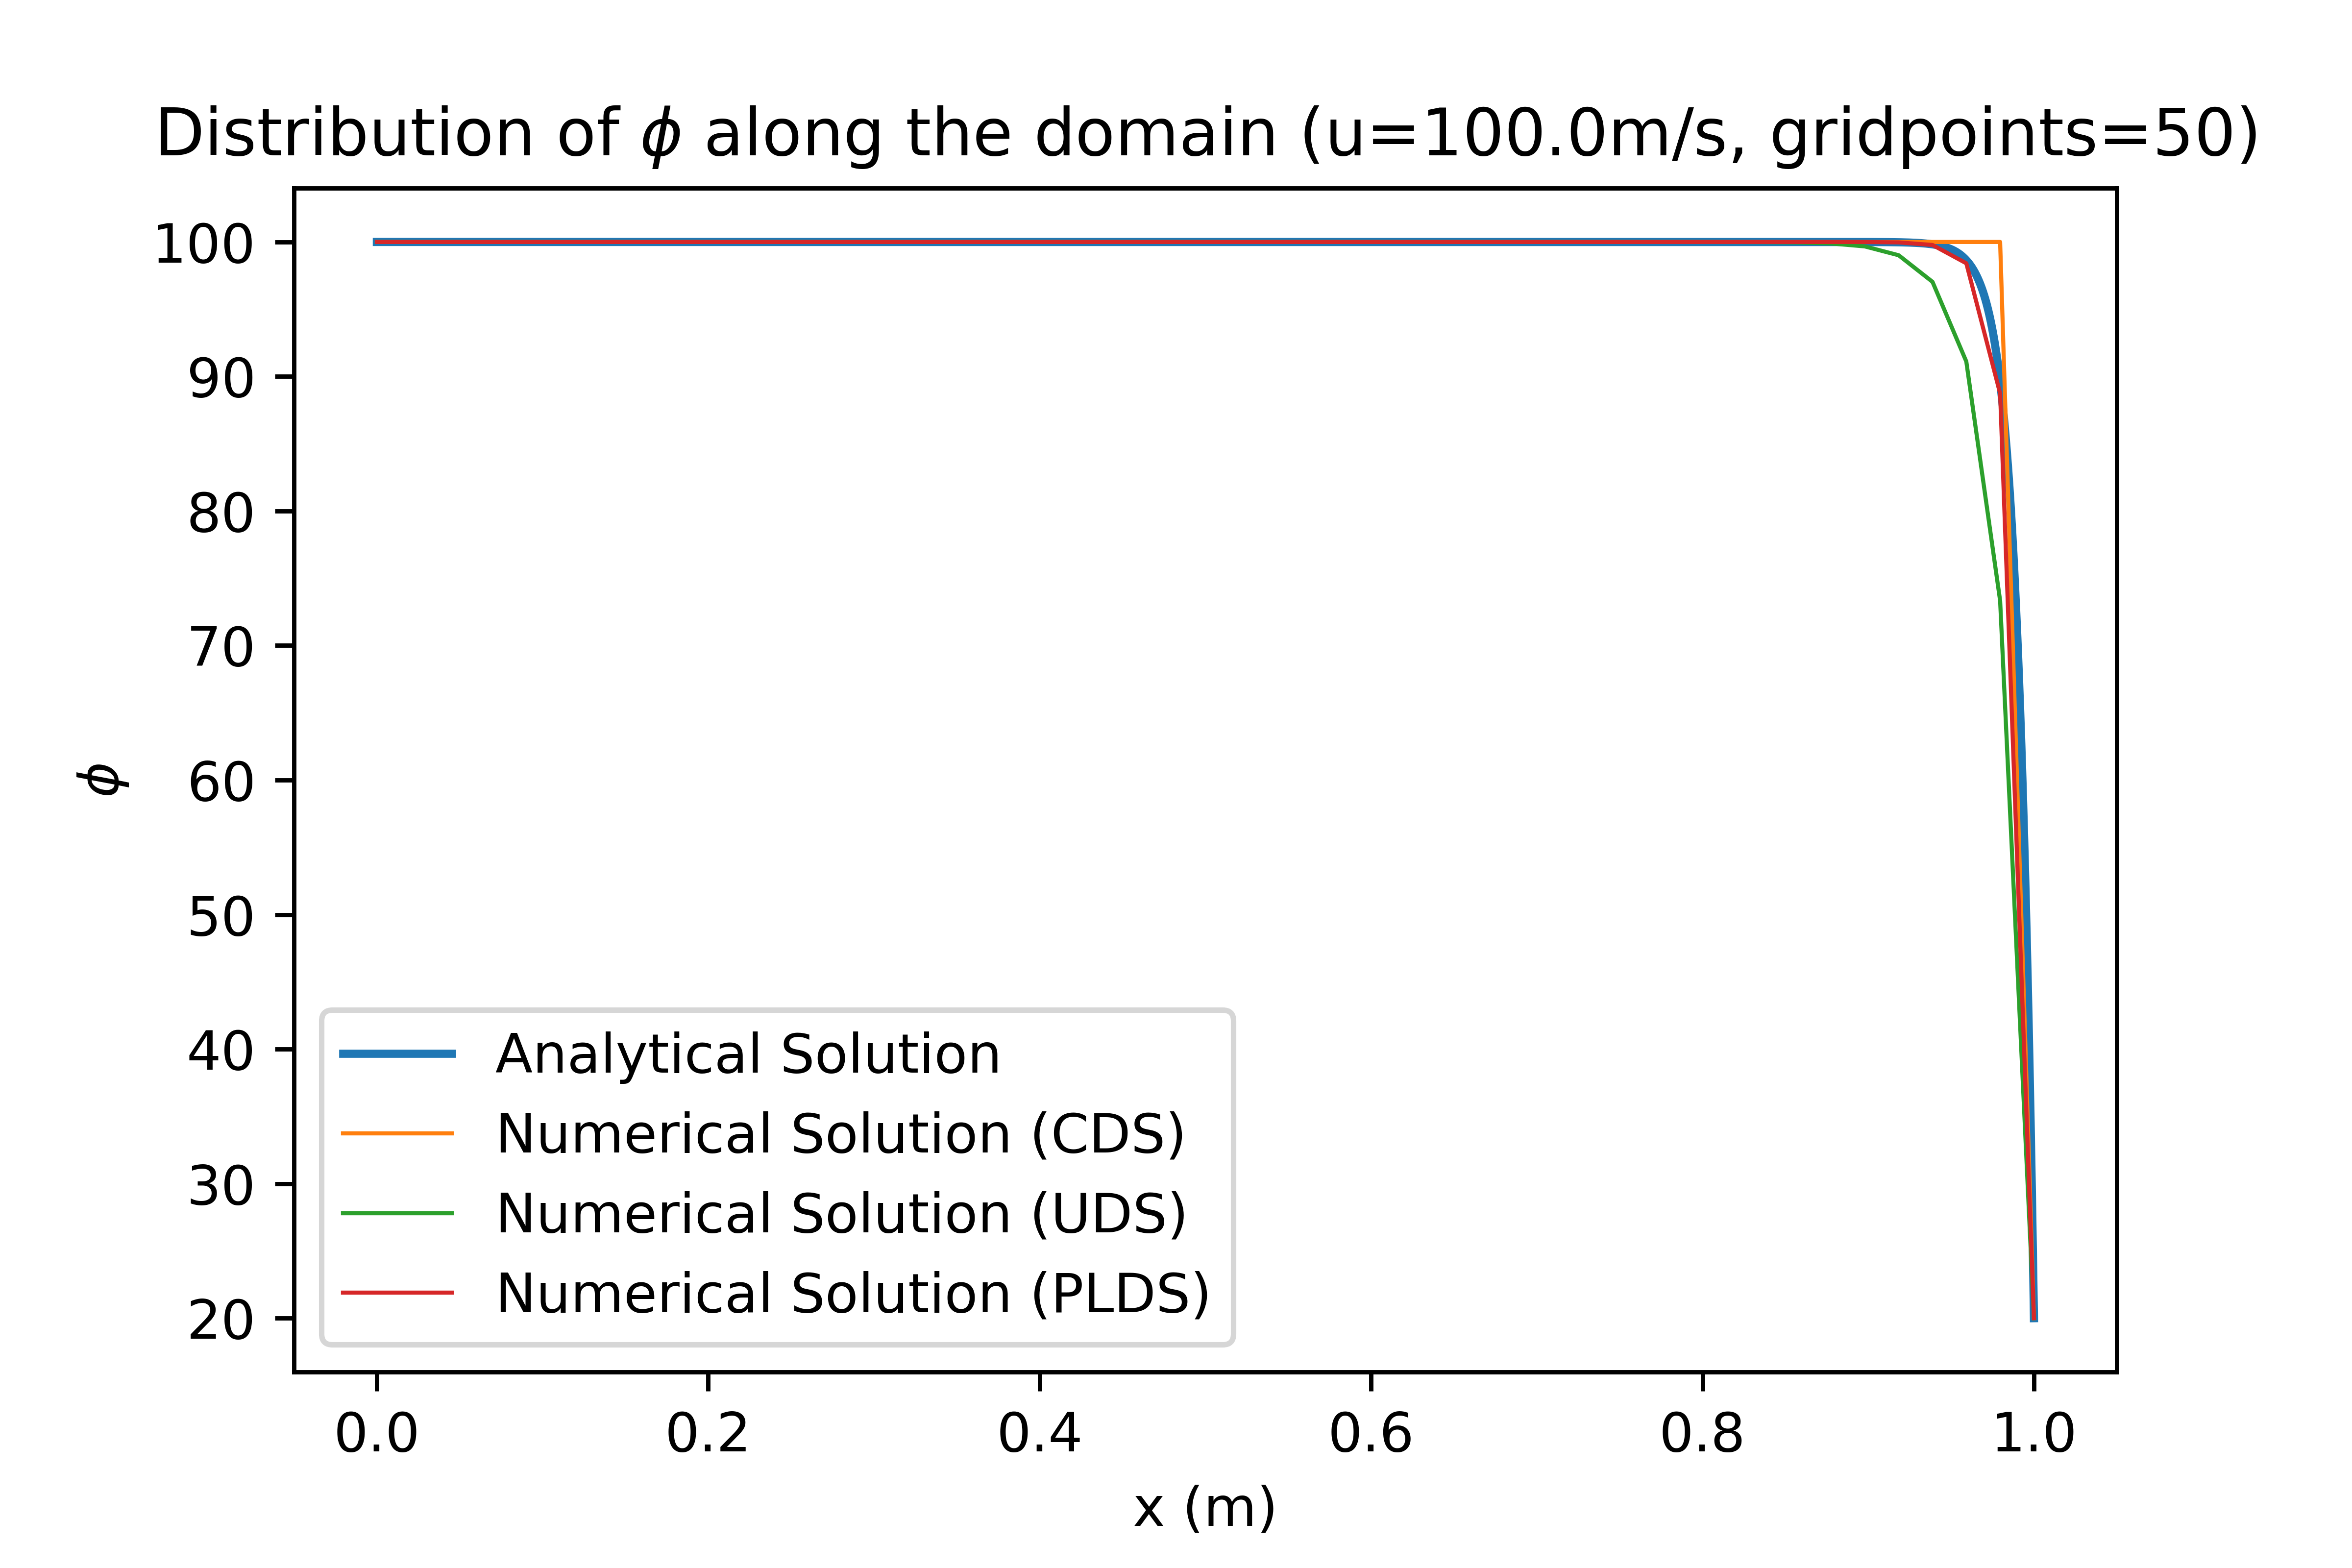 Distribution of ϕ along the domain (u=100.0m/s, gridpoints=50)
100
90
80
70
60
50
40
30
20
ϕ
Analytical Solution
Numerical Solution (CDS)
Numerical Solution (UDS)
Numerical Solution (PLDS)
0.0 0.2 0.4 0.6 0.8 1.0
x (m)